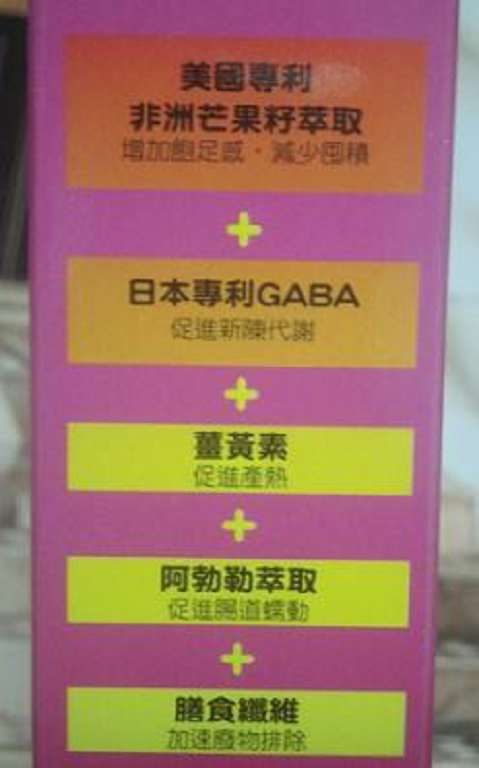 美國專利
非洲芒果籽萃取
增加飽足感．減少囤積
+
日本專利GABA
促進新陳代謝
+
薑黃素
促進產熱
+
阿勃勒萃取
促進腸道蠕動
+
膳食纖維
加速廢物排除